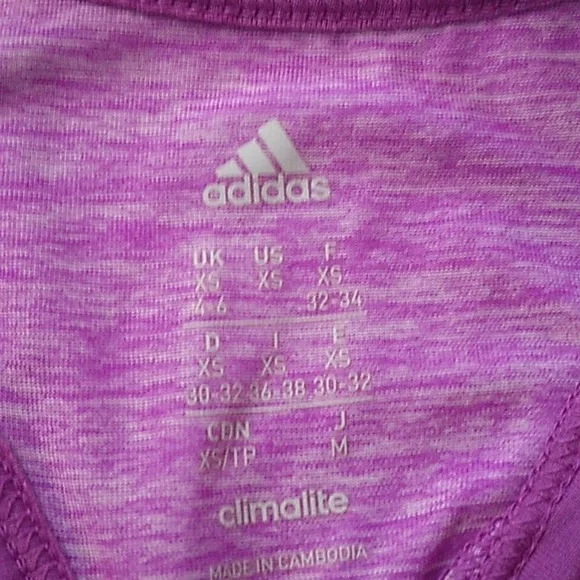 adidas
UK US F
XS XS XS
4-6 32-34
D I E
XS XS XS
30-32 36-38 30-32
CDN J
XS/TP M
climalite
MADE IN CAMBODIA